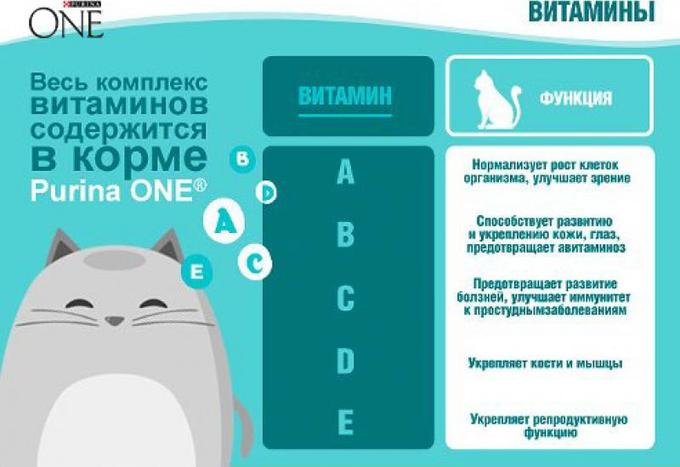 PURINA
ONE
ВИТАМИНЫ
Весь комплекс
витаминов
содержится
в корме
Purina ONE®
B
D
A
C
E
ВИТАМИН
ФУНКЦИЯ
A
Нормализует рост клеток
организма, улучшает зрение
B
Способствует развитию
и укреплению кожи, глаз,
предотвращает авитаминоз
C
Предотвращает развитие
болзней, улучшает иммунитет
к простуднымзаболеваниям
D
Укрепляет кости и мышцы
E
Укрепляет репродуктивную
функцию